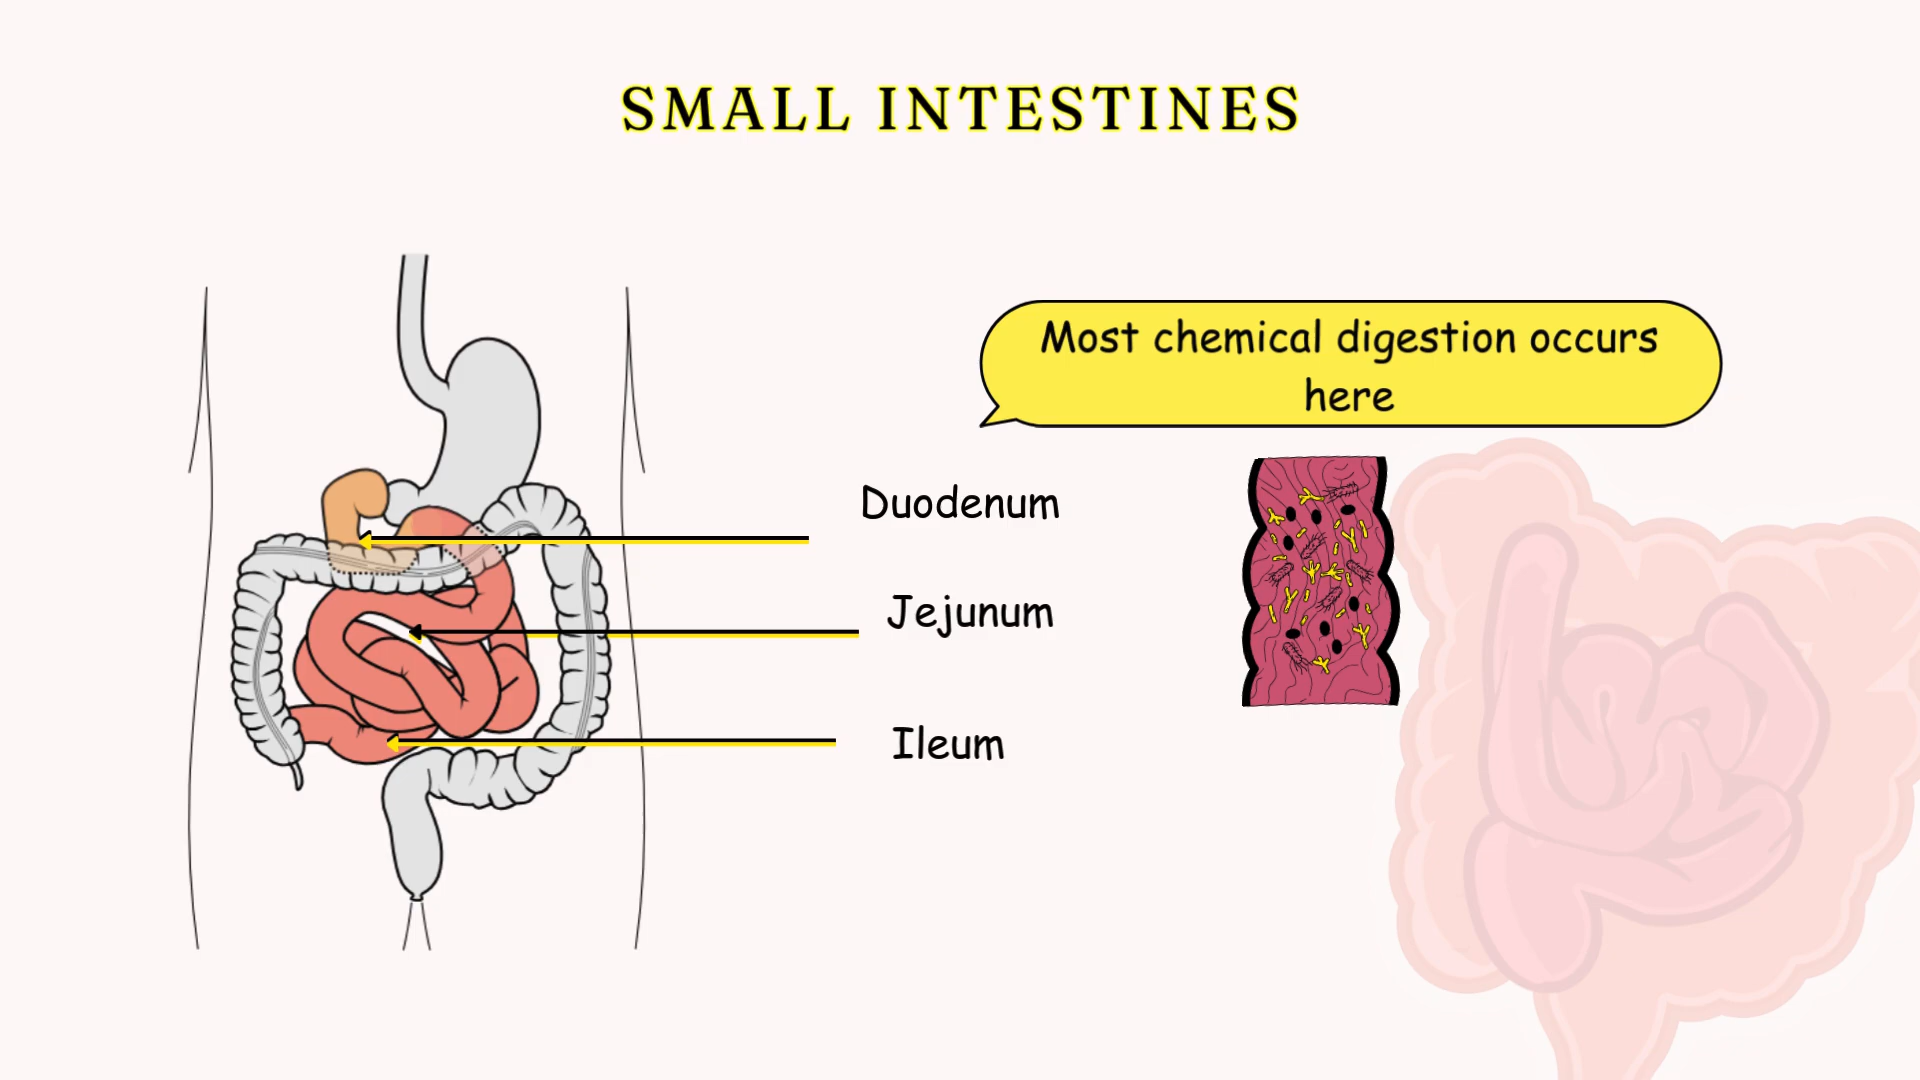 SMALL INTESTINES
Most chemical digestion occurs
here
Duodenum
Jejunum
Ileum